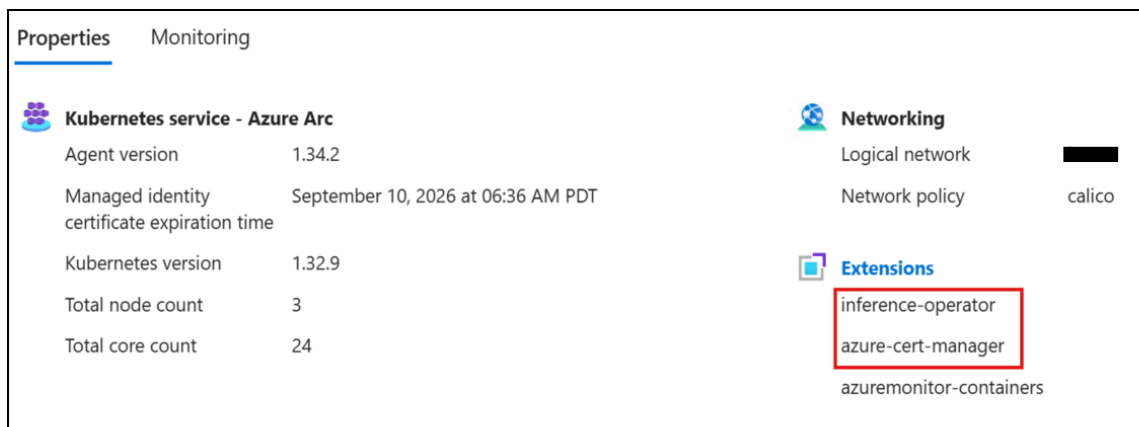 Properties
Monitoring
Kubernetes service - Azure Arc
Agent version
1.34.2
Managed identity
certificate expiration time
September 10, 2026 at 06:36 AM PDT
Kubernetes version
1.32.9
Total node count
3
Total core count
24
Networking
Logical network
Network policy
calico
Extensions
inference-operator
azure-cert-manager
azuremonitor-containers